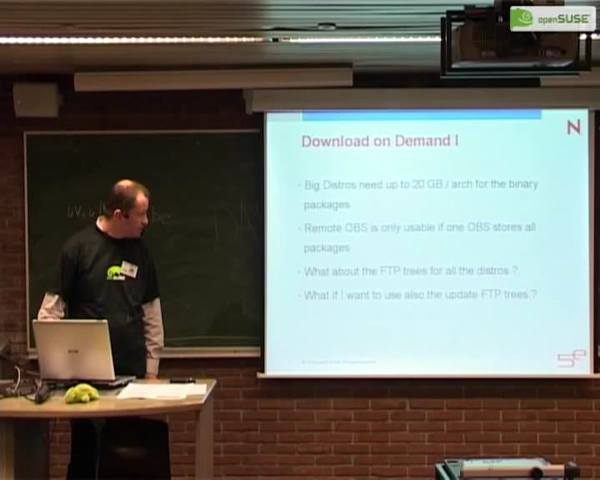 openSUSE
Download on Demand I
N
- Big Distros need up to 20 GB / arch for the binary
packages
- Remote OBS is only usable if one OBS stores all
packages
- What about the FTP trees for all the distros ?
- What if I want to use also the update FTP trees ?